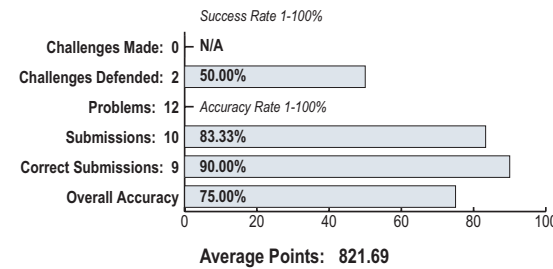 Success Rate 1-100%
Challenges Made: 0 N/A
Challenges Defended: 2 50.00%
Problems: 12 Accuracy Rate 1-100%
Submissions: 10 83.33%
Correct Submissions: 9 90.00%
Overall Accuracy 75.00%
0 20 40 60 80 100
Average Points: 821.69